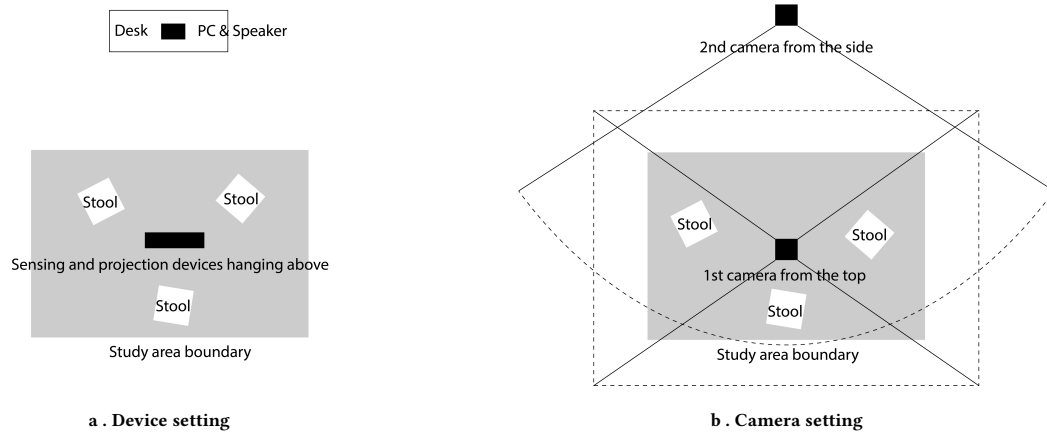 Desk
PC & Speaker
Stool
Stool
Sensing and projection devices hanging above
Stool
Study area boundary
a . Device setting
2nd camera from the side
Stool
Stool
1st camera from the top
Stool
Study area boundary
b . Camera setting